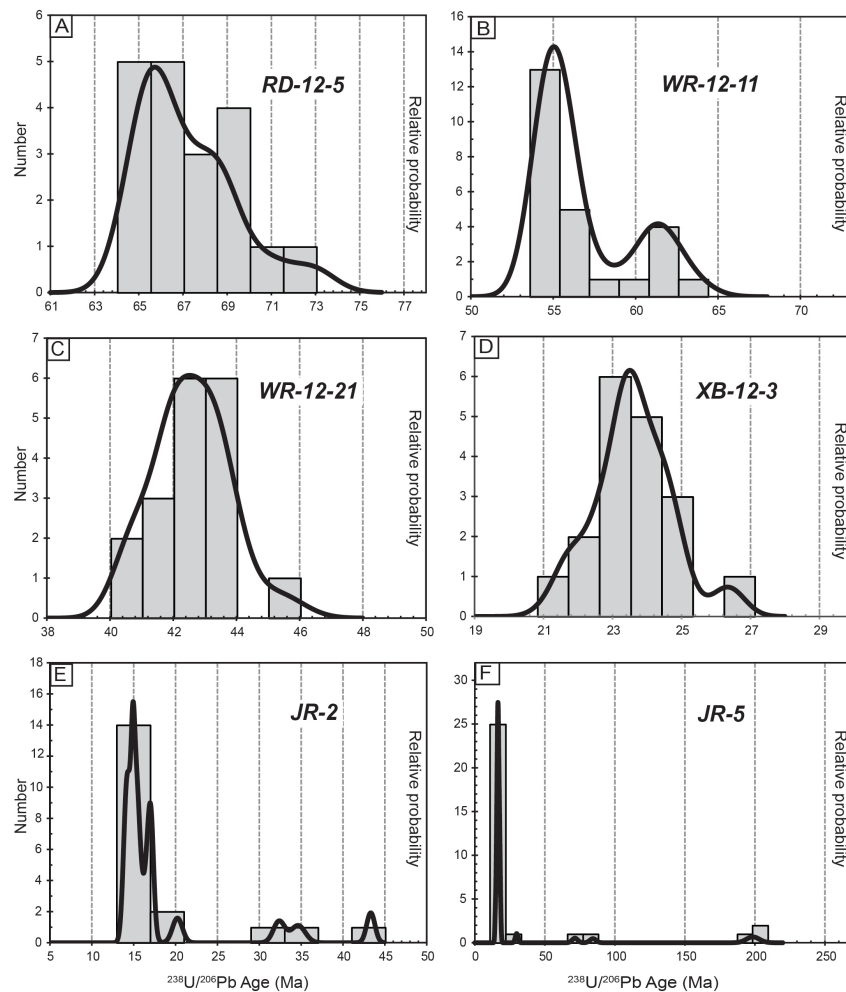 A
RD-12-5
Number
Relative probability
6
5
4
3
2
1
0
61 63 65 67 69 71 73 75 77
B
WR-12-11
Relative probability
16
14
12
10
8
6
4
2
0
50 55 60 65 70
C
WR-12-21
Number
Relative probability
7
6
5
4
3
2
1
0
38 40 42 44 46 48 50
D
XB-12-3
Relative probability
7
6
5
4
3
2
1
0
19 21 23 25 27 29
E
JR-2
Number
Relative probability
18
16
14
12
10
8
6
4
2
0
5 10 15 20 25 30 35 40 45 50
²³⁸U/²⁰⁶Pb Age (Ma)
F
JR-5
Relative probability
30
25
20
15
10
5
0
0 50 100 150 200 250
²³⁸U/²⁰⁶Pb Age (Ma)